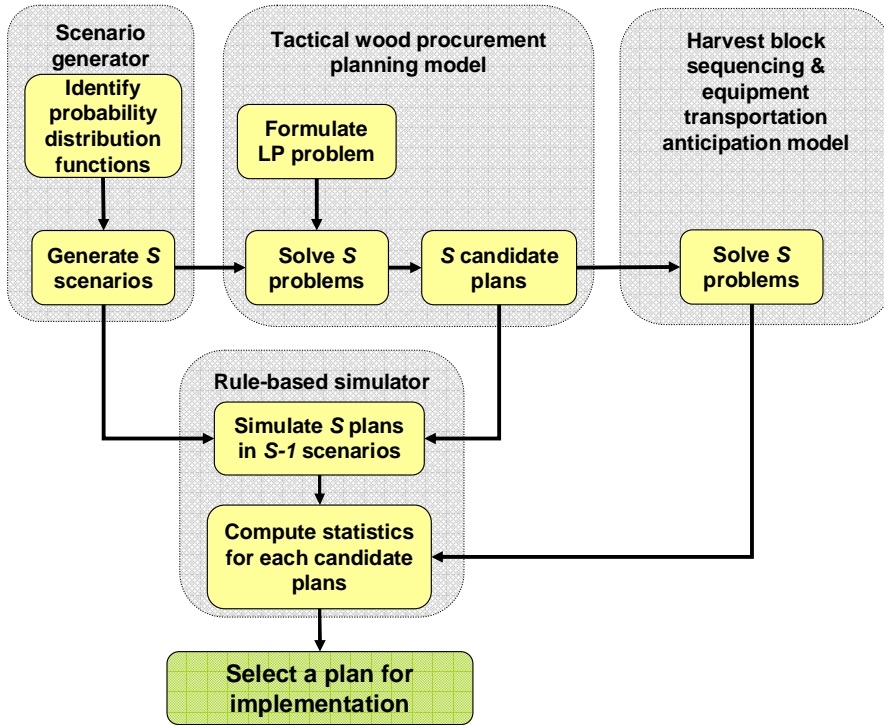 Scenario
generator
Identify
probability
distribution
functions
Generate S
scenarios
Tactical wood procurement
planning model
Formulate
LP problem
Solve S
problems
S candidate
plans
Harvest block
sequencing &
equipment
transportation
anticipation model
Solve S
problems
Rule-based simulator
Simulate S plans
in S-1 scenarios
Compute statistics
for each candidate
plans
Select a plan for
implementation